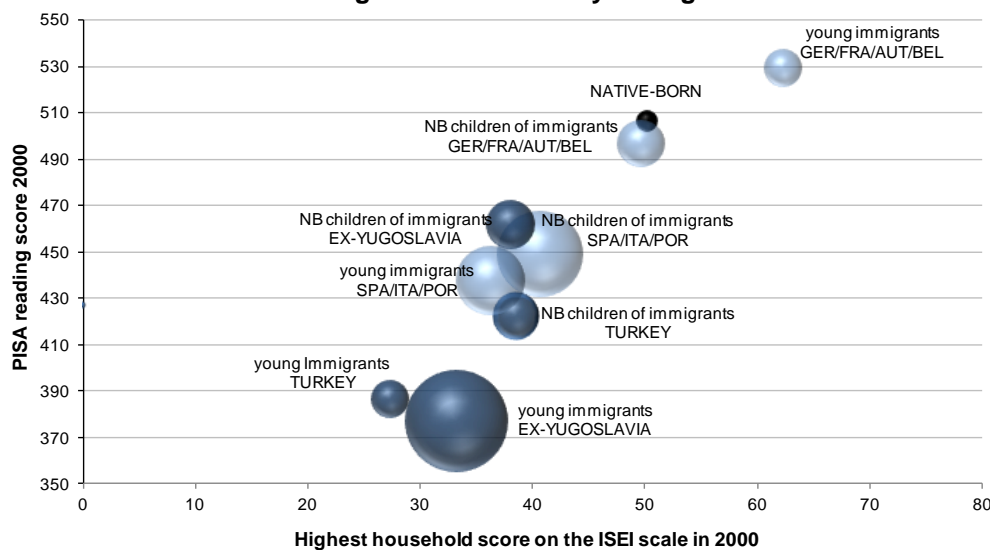 550
530
510
490
470
450
430
410
390
370
350
PISA reading score 2000
young immigrants
GER/FRA/AUT/BEL
NATIVE-BORN
NB children of immigrants
GER/FRA/AUT/BEL
NB children of immigrants
EX-YUGOSLAVIA
NB children of immigrants
SPA/ITA/POR
young immigrants
SPA/ITA/POR
NB children of immigrants
TURKEY
young Immigrants
TURKEY
young immigrants
EX-YUGOSLAVIA
0 10 20 30 40 50 60 70 80
Highest household score on the ISEI scale in 2000